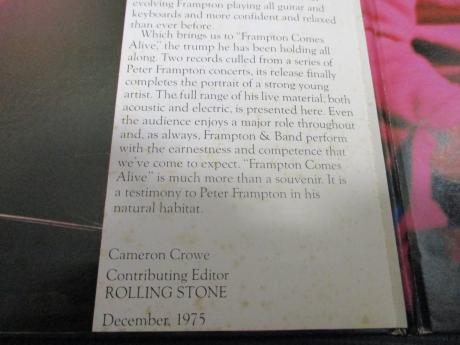 evolving Frampton playing all guitar and
keyboards and more confident and relaxed
than ever before.
Which brings us to "Frampton Comes
Alive," the trump he has been holding all
along. Two records culled from a series of
Peter Frampton concerts, its release finally
completes the portrait of a strong young
artist. The full range of his live material, both
acoustic and electric, is presented here. Even
the audience enjoys a major role throughout
and, as always, Frampton & Band perform
with the earnestness and competence that
we've come to expect. "Frampton Comes
Alive" is much more than a souvenir. It is
a testimony to Peter Frampton in his
natural habitat.
Cameron Crowe
Contributing Editor
ROLLING STONE
December, 1975